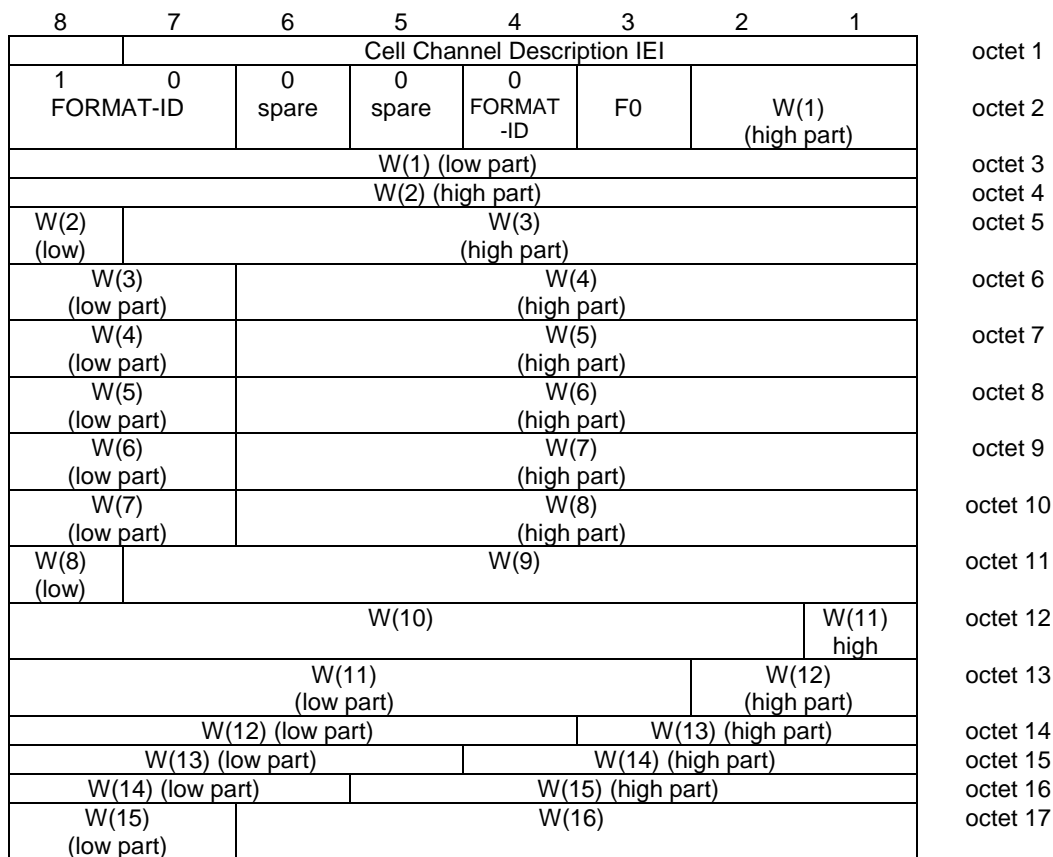 8 7 6 5 4 3 2 1
Cell Channel Description IEI octet 1
1 0 0 0 0
FORMAT-ID spare spare FORMAT -ID F0 W(1) (high part) octet 2
W(1) (low part) octet 3
W(2) (high part) octet 4
W(2) W(3) octet 5
(low) (high part)
W(3) W(4) octet 6
(low part) (high part)
W(4) W(5) octet 7
(low part) (high part)
W(5) W(6) octet 8
(low part) (high part)
W(6) W(7) octet 9
(low part) (high part)
W(7) W(8) octet 10
(low part) (high part)
W(8) W(9) octet 11
(low)
W(10) W(11) octet 12
high
W(11) W(12) octet 13
(low part) (high part)
W(12) (low part) W(13) (high part) octet 14
W(13) (low part) W(14) (high part) octet 15
W(14) (low part) W(15) (high part) octet 16
W(15) W(16) octet 17
(low part)